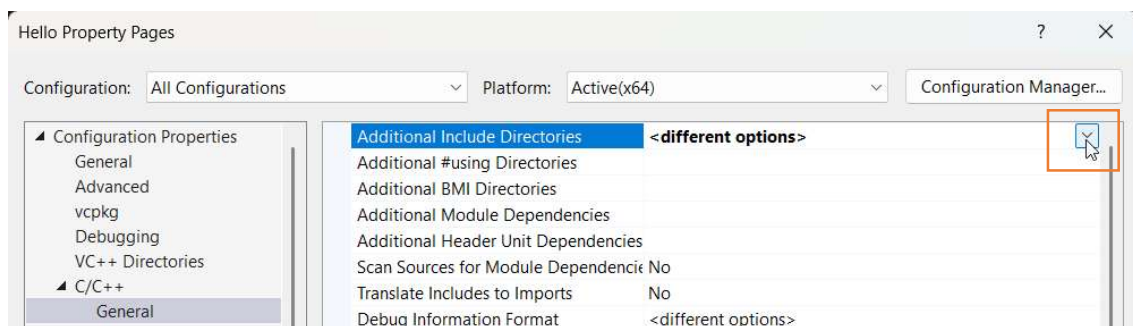 Hello Property Pages ?
Configuration: All Configurations Platform: Active(x64) Configuration Manager...
Configuration Properties
General
Advanced
vcpkg
Debugging
VC++ Directories
C/C++
General
Additional Include Directories <different options>
Additional #using Directories
Additional BMI Directories
Additional Module Dependencies
Additional Header Unit Dependencies
Scan Sources for Module Dependencie No
Translate Includes to Imports No
Debug Information Format <different options>